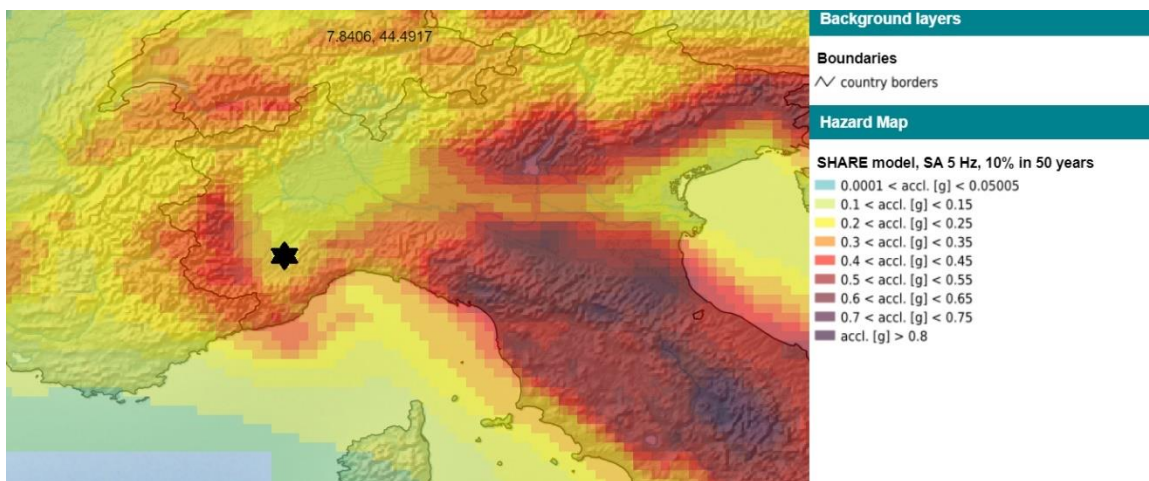 7.8406, 44.4917
Background layers
Boundaries
country borders
Hazard Map
SHARE model, SA 5 Hz, 10% in 50 years
0.0001 < accl. [g] < 0.05005
0.1 < accl. [g] < 0.15
0.2 < accl. [g] < 0.25
0.3 < accl. [g] < 0.35
0.4 < accl. [g] < 0.45
0.5 < accl. [g] < 0.55
0.6 < accl. [g] < 0.65
0.7 < accl. [g] < 0.75
accl. [g] > 0.8